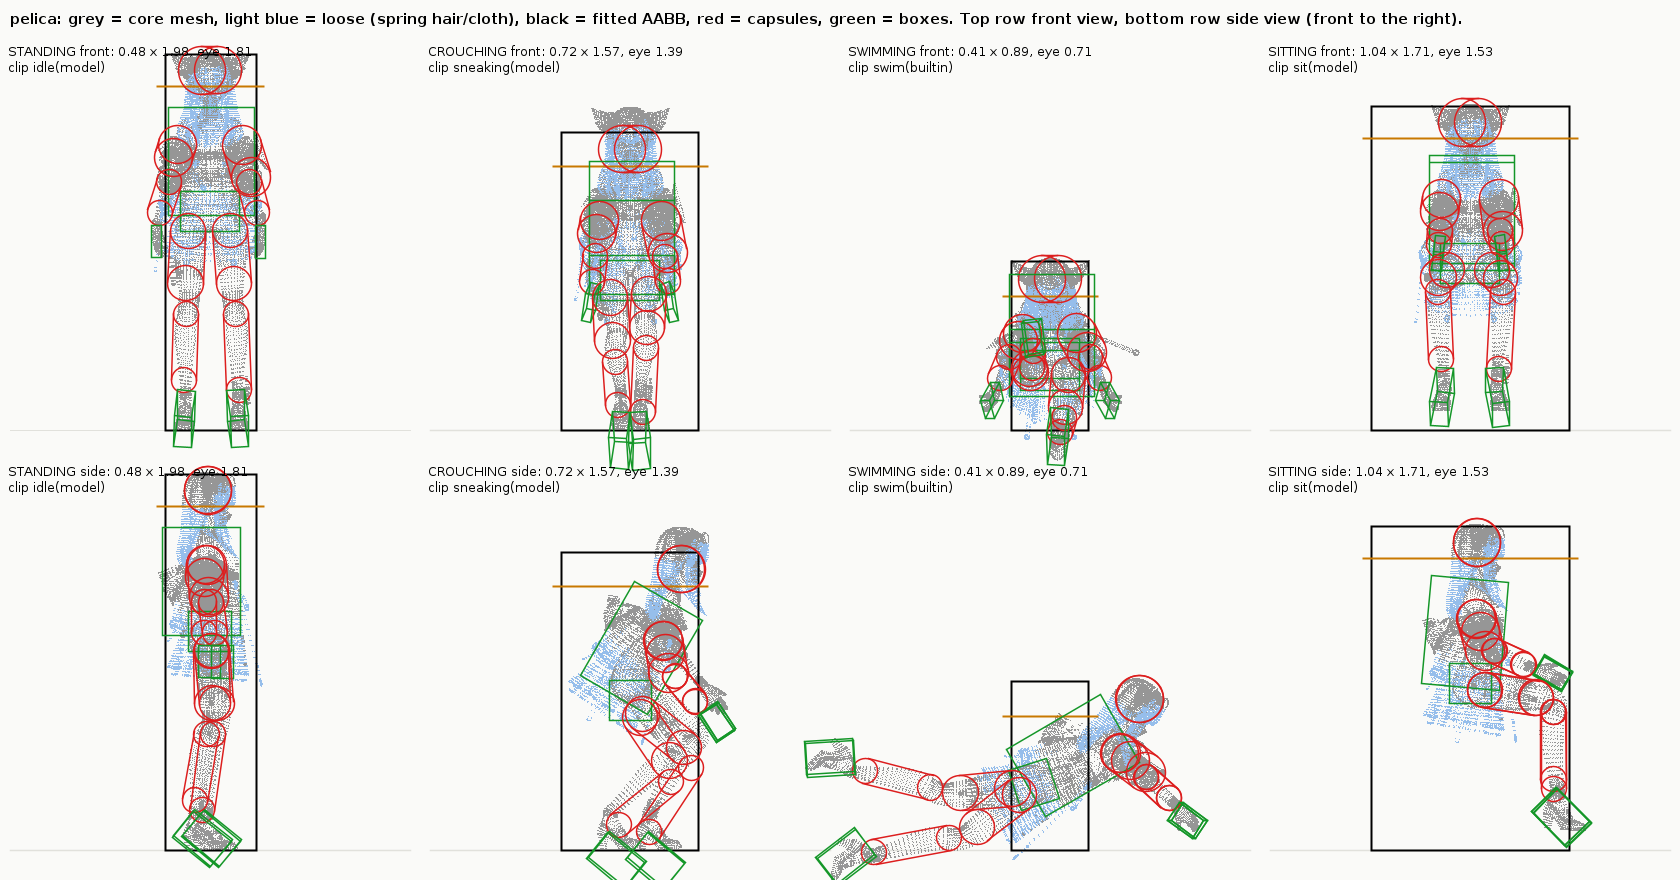 pelica: grey = core mesh, light blue = loose (spring hair/cloth), black = fitted AABB, red = capsules, green = boxes. Top row front view, bottom row side view (front to the right).
STANDING front: 0.48 x 1.98, eye 1.81
clip idle(model)
CROUCHING front: 0.72 x 1.57, eye 1.39
clip sneaking(model)
SWIMMING front: 0.41 x 0.89, eye 0.71
clip swim(builtin)
SITTING front: 1.04 x 1.71, eye 1.53
clip sit(model)
STANDING side: 0.48 x 1.98, eye 1.81
clip idle(model)
CROUCHING side: 0.72 x 1.57, eye 1.39
clip sneaking(model)
SWIMMING side: 0.41 x 0.89, eye 0.71
clip swim(builtin)
SITTING side: 1.04 x 1.71, eye 1.53
clip sit(model)